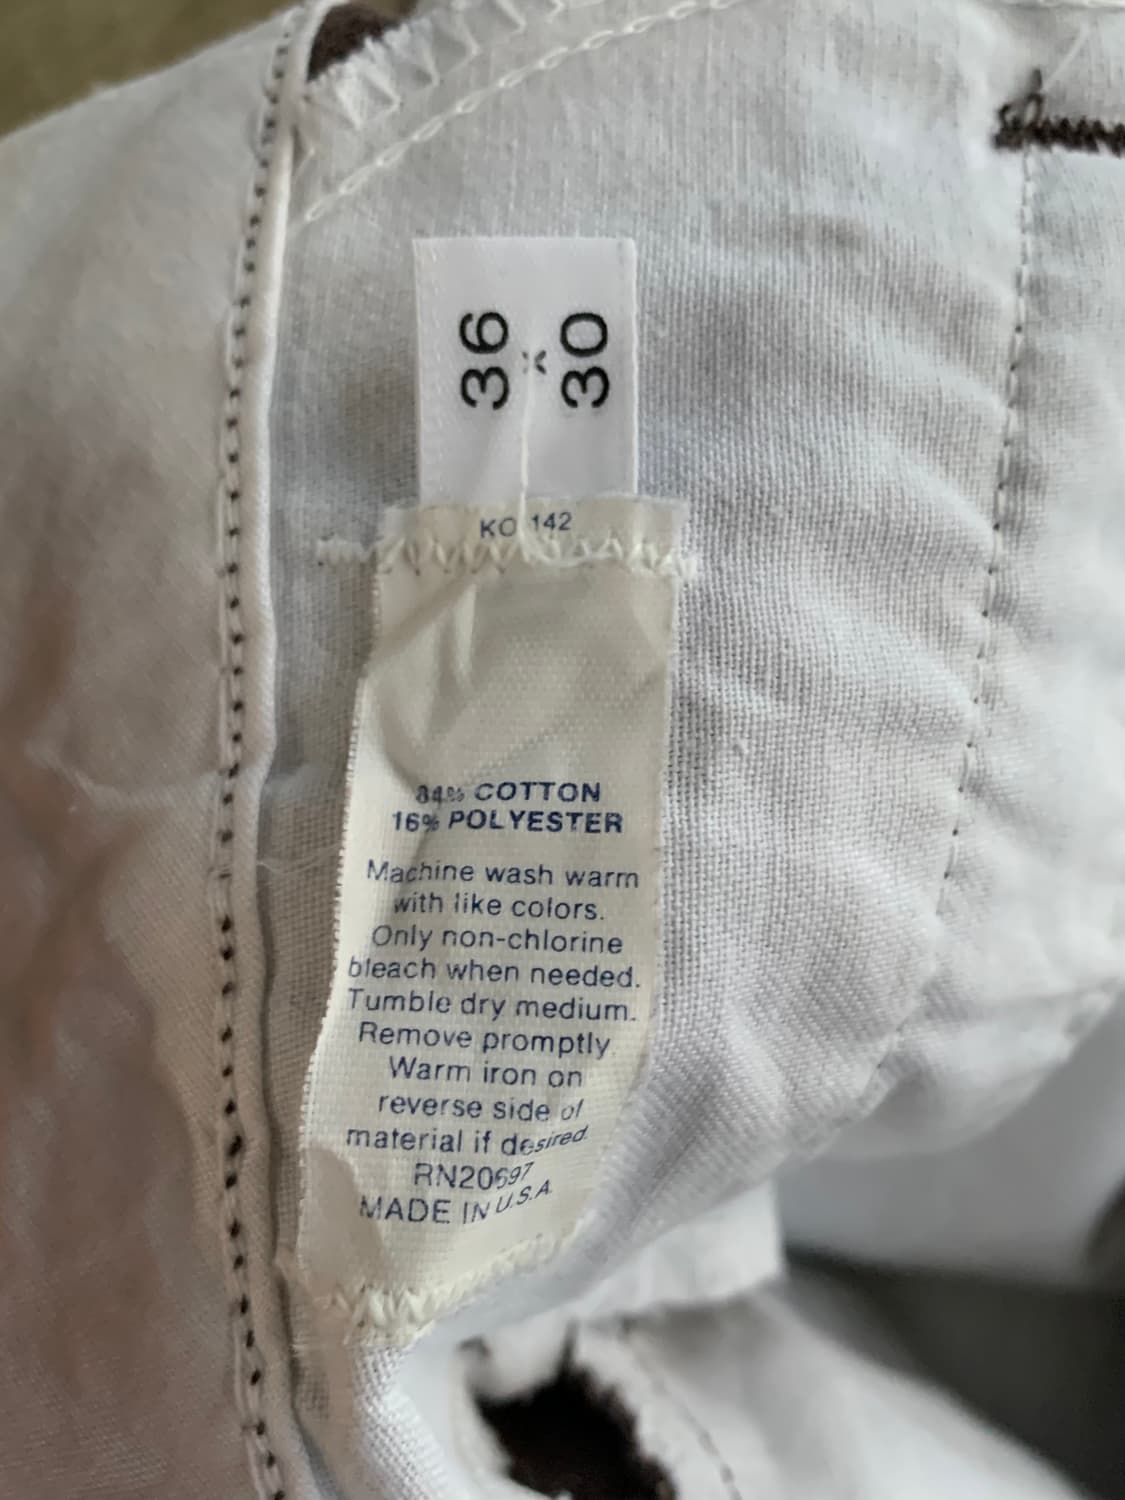 36 x 30
KO 142
84% COTTON
16% POLYESTER
Machine wash warm
with like colors.
Only non-chlorine
bleach when needed.
Tumble dry medium.
Remove promptly
Warm iron on
reverse side of
material if desired.
RN20697
MADE IN U.S.A.